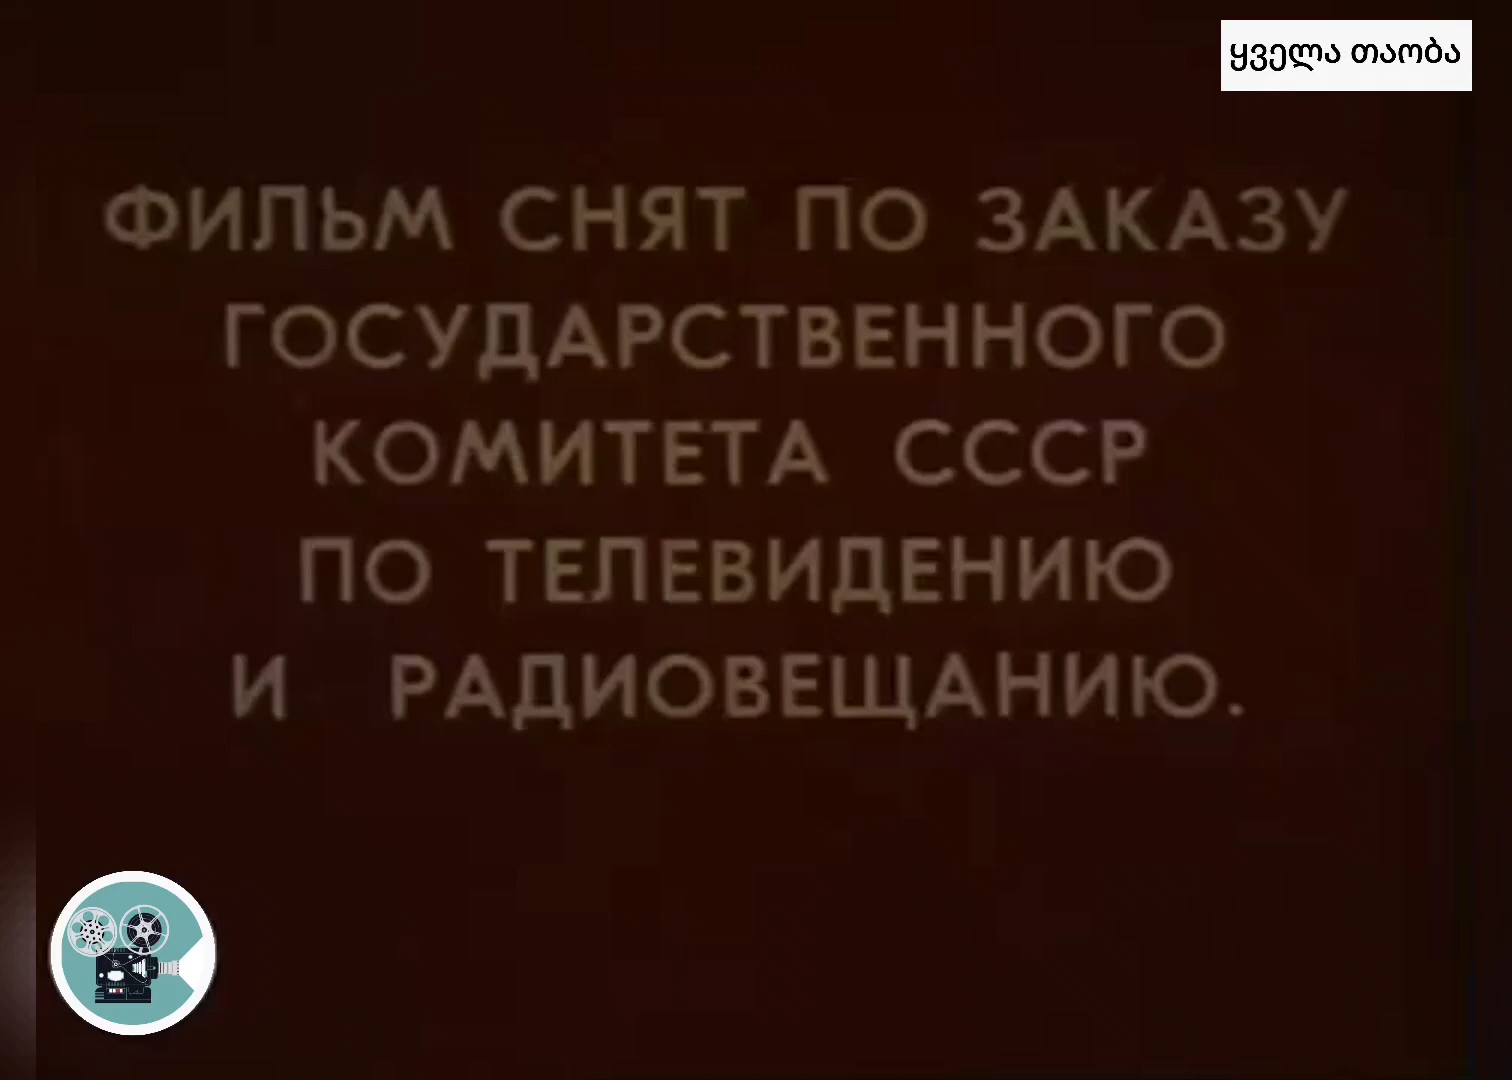 ყველა თაობა
ФИЛЬМ СНЯТ ПО ЗАКАЗУ
ГОСУДАРСТВЕННОГО
КОМИТЕТА СССР
ПО ТЕЛЕВИДЕНИЮ
И РАДИОВЕЩАНИЮ.